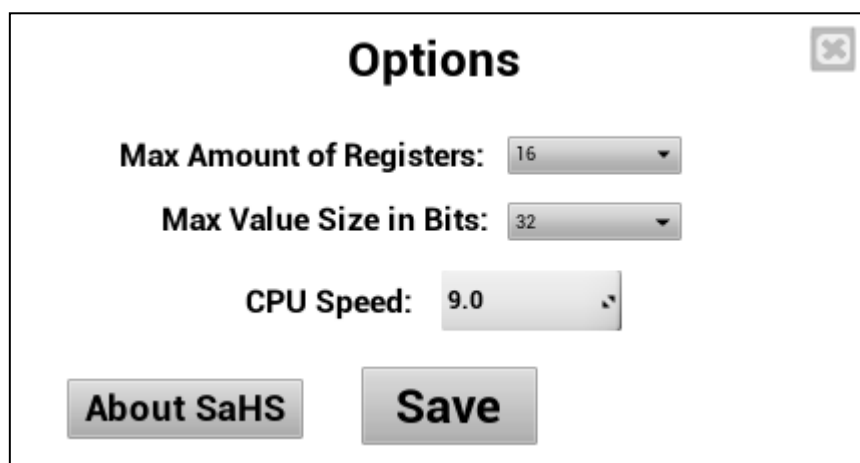 Options
Max Amount of Registers: 16
Max Value Size in Bits: 32
CPU Speed: 9.0
About SaHS Save